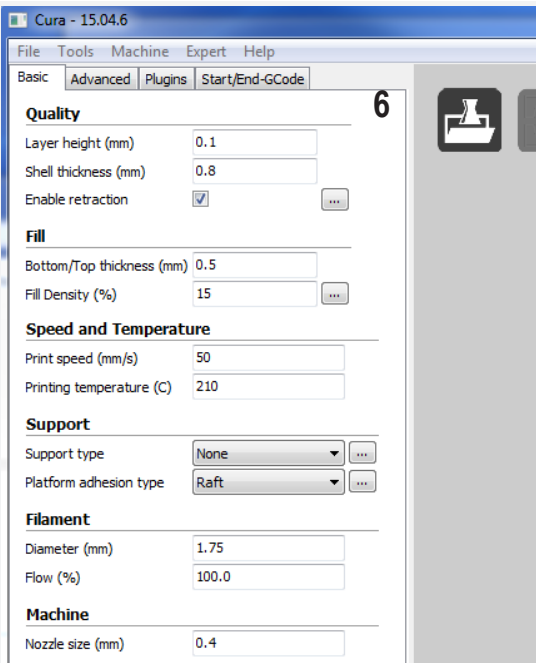 Cura - 15.04.6
File Tools Machine Expert Help
Basic Advanced Plugins Start/End-GCode
6
Quality
Layer height (mm) 0.1
Shell thickness (mm) 0.8
Enable retraction ...
Fill
Bottom/Top thickness (mm) 0.5
Fill Density (%) 15 ...
Speed and Temperature
Print speed (mm/s) 50
Printing temperature (C) 210
Support
Support type None ...
Platform adhesion type Raft ...
Filament
Diameter (mm) 1.75
Flow (%) 100.0
Machine
Nozzle size (mm) 0.4